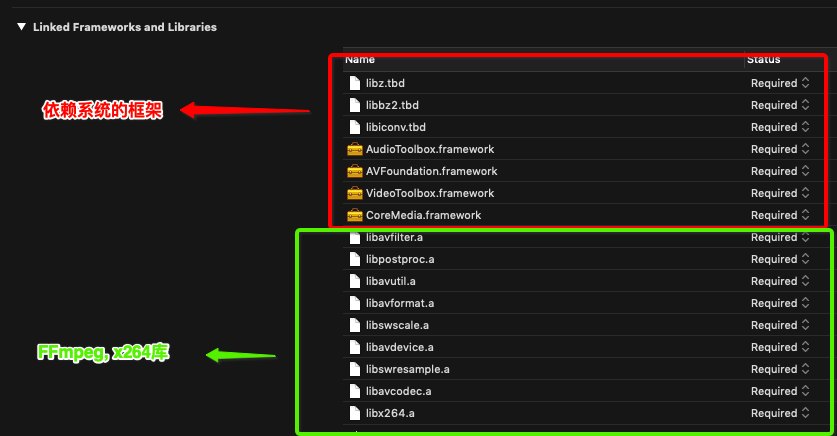 ▼ Linked Frameworks and Libraries
Name Status
libz.tbd Required
libbz2.tbd Required
依赖系统的框架 libiconv.tbd Required
AudioToolbox.framework Required
AVFoundation.framework Required
VideoToolbox.framework Required
CoreMedia.framework Required
libavfilter.a Required
libpostproc.a Required
libavutil.a Required
libavformat.a Required
libswscale.a Required
FFmpeg, x264库 libavdevice.a Required
libswresample.a Required
libavcodec.a Required
libx264.a Required